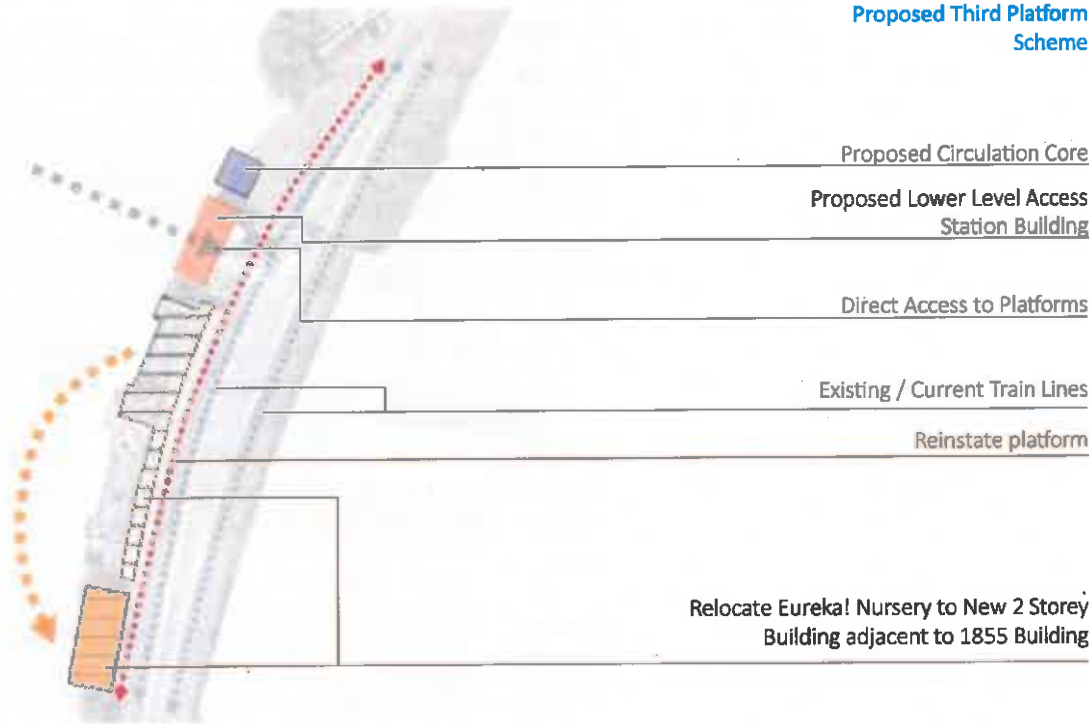 Proposed Third Platform
Scheme
Proposed Circulation Core
Proposed Lower Level Access
Station Building
Direct Access to Platforms
Existing / Current Train Lines
Reinstate platform
Relocate Eureka! Nursery to New 2 Storey
Building adjacent to 1855 Building